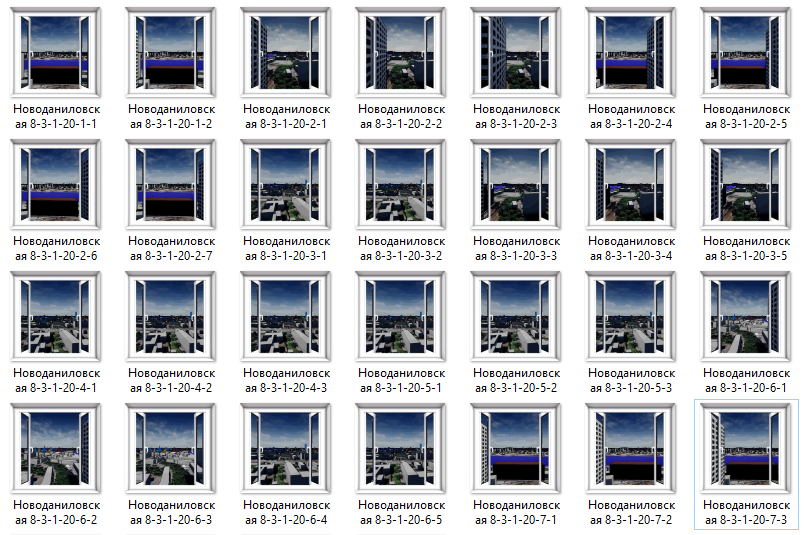 Новоданиловск
ая 8-3-1-20-1-1
Новоданиловск
ая 8-3-1-20-1-2
Новоданиловск
ая 8-3-1-20-2-1
Новоданиловск
ая 8-3-1-20-2-2
Новоданиловск
ая 8-3-1-20-2-3
Новоданиловск
ая 8-3-1-20-2-4
Новоданиловск
ая 8-3-1-20-2-5
Новоданиловск
ая 8-3-1-20-2-6
Новоданиловск
ая 8-3-1-20-2-7
Новоданиловск
ая 8-3-1-20-3-1
Новоданиловск
ая 8-3-1-20-3-2
Новоданиловск
ая 8-3-1-20-3-3
Новоданиловск
ая 8-3-1-20-3-4
Новоданиловск
ая 8-3-1-20-3-5
Новоданиловск
ая 8-3-1-20-4-1
Новоданиловск
ая 8-3-1-20-4-2
Новоданиловск
ая 8-3-1-20-4-3
Новоданиловск
ая 8-3-1-20-5-1
Новоданиловск
ая 8-3-1-20-5-2
Новоданиловск
ая 8-3-1-20-5-3
Новоданиловск
ая 8-3-1-20-6-1
Новоданиловск
ая 8-3-1-20-6-2
Новоданиловск
ая 8-3-1-20-6-3
Новоданиловск
ая 8-3-1-20-6-4
Новоданиловск
ая 8-3-1-20-6-5
Новоданиловск
ая 8-3-1-20-7-1
Новоданиловск
ая 8-3-1-20-7-2
Новоданиловск
ая 8-3-1-20-7-3